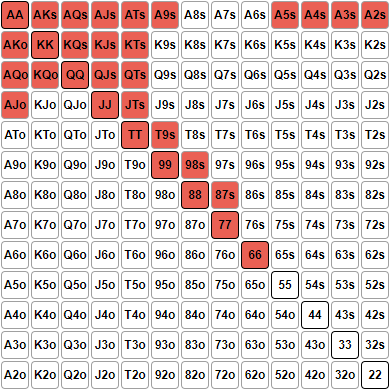 AA AKs AQs AJs ATs A9s A8s A7s A6s A5s A4s A3s A2s
AKo KK KQs KJs KTs K9s K8s K7s K6s K5s K4s K3s K2s
AQo KQo QQ QJs QTs Q9s Q8s Q7s Q6s Q5s Q4s Q3s Q2s
AJo KJo QJo JJ JTs J9s J8s J7s J6s J5s J4s J3s J2s
ATo KTo QTo JTo TT T9s T8s T7s T6s T5s T4s T3s T2s
A9o K9o Q9o J9o T9o 99 98s 97s 96s 95s 94s 93s 92s
A8o K8o Q8o J8o T8o 98o 88 87s 86s 85s 84s 83s 82s
A7o K7o Q7o J7o T7o 97o 87o 77 76s 75s 74s 73s 72s
A6o K6o Q6o J6o T6o 96o 86o 76o 66 65s 64s 63s 62s
A5o K5o Q5o J5o T5o 95o 85o 75o 65o 55 54s 53s 52s
A4o K4o Q4o J4o T4o 94o 84o 74o 64o 54o 44 43s 42s
A3o K3o Q3o J3o T3o 93o 83o 73o 63o 53o 43o 33 32s
A2o K2o Q2o J2o T2o 92o 82o 72o 62o 52o 42o 32o 22